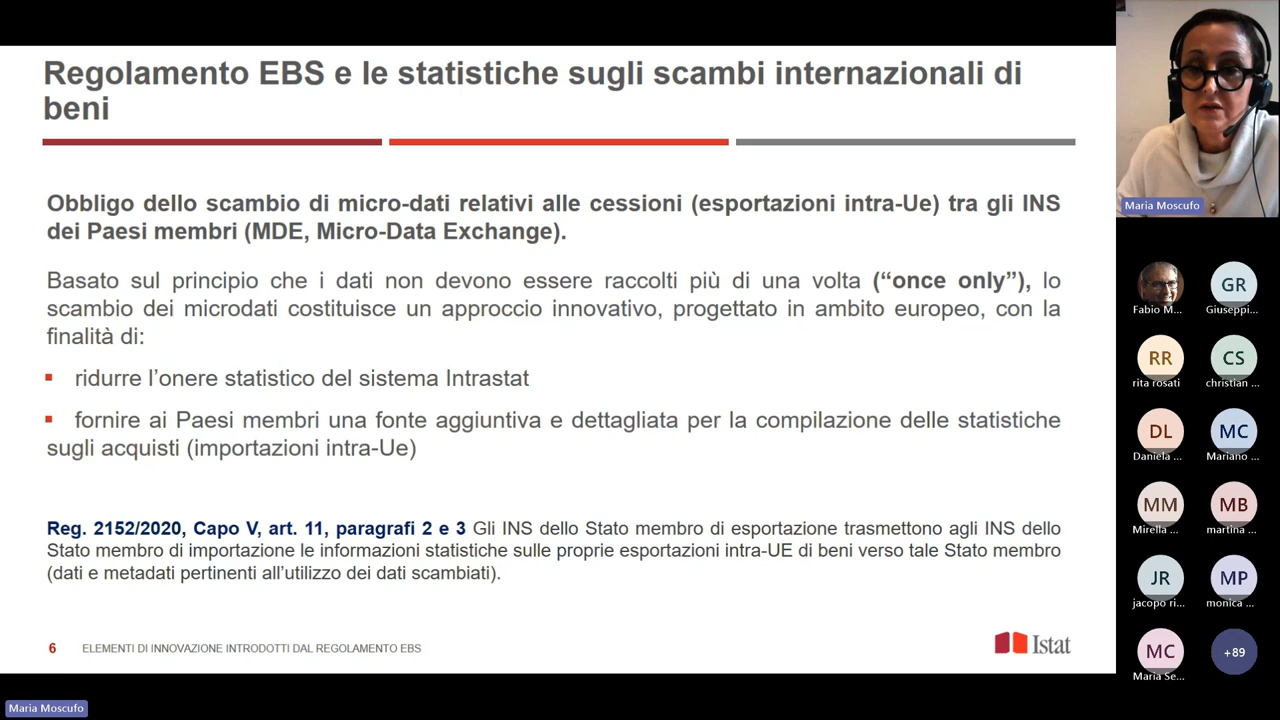 Regolamento EBS e le statistiche sugli scambi internazionali di
beni
Obbligo dello scambio di micro-dati relativi alle cessioni (esportazioni intra-Ue) tra gli INS
dei Paesi membri (MDE, Micro-Data Exchange).
Basato sul principio che i dati non devono essere raccolti più di una volta (“once only”), lo
scambio dei microdati costituisce un approccio innovativo, progettato in ambito europeo, con la
finalità di:
▪ ridurre l’onere statistico del sistema Intrastat
▪ fornire ai Paesi membri una fonte aggiuntiva e dettagliata per la compilazione delle statistiche
sugli acquisti (importazioni intra-Ue)
Reg. 2152/2020, Capo V, art. 11, paragrafi 2 e 3 Gli INS dello Stato membro di esportazione trasmettono agli INS dello
Stato membro di importazione le informazioni statistiche sulle proprie esportazioni intra-UE di beni verso tale Stato membro
(dati e metadati pertinenti all’utilizzo dei dati scambiati).
6 ELEMENTI DI INNOVAZIONE INTRODOTTI DAL REGOLAMENTO EBS
Istat
Maria Moscufo
Maria Moscufo
Fabio M...
GR
Giuseppi...
RR
rita rosati
CS
christian ...
DL
Daniela ...
MC
Mariano ...
MM
Mirella ...
MB
martina ...
JR
jacopo ri...
MP
monica ...
MC
Maria Se...
+89